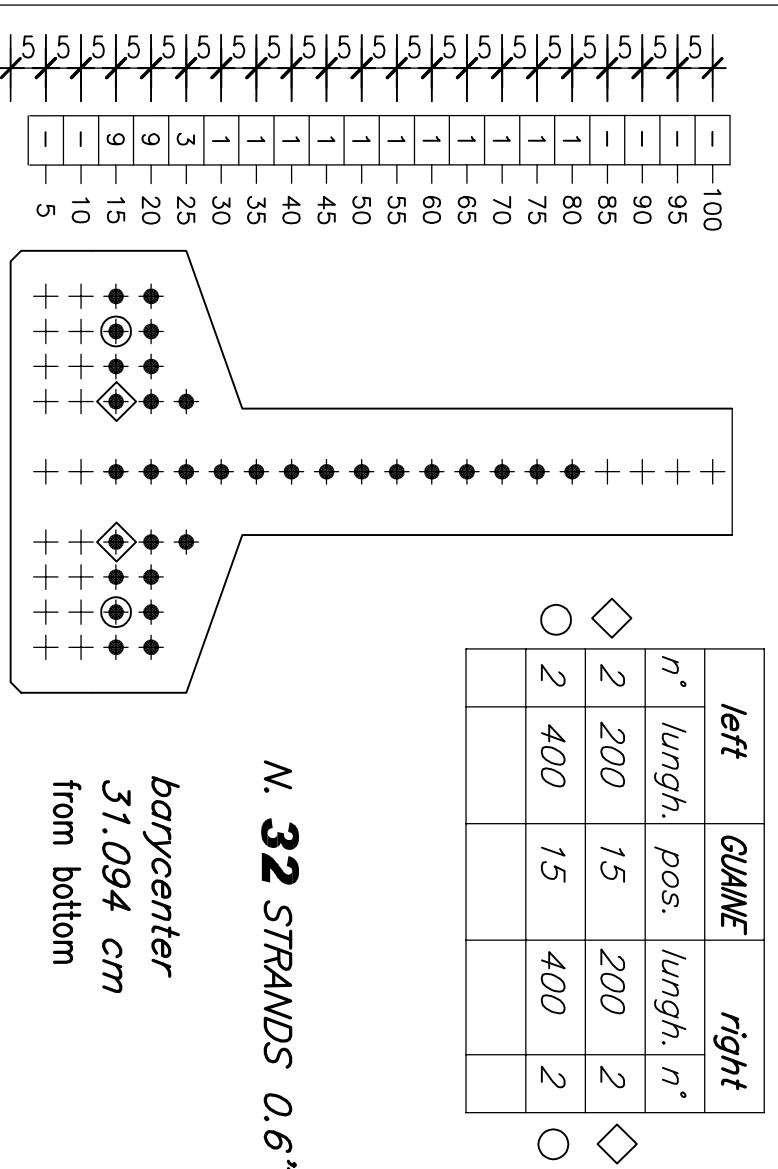 left GUAINE right
n° lungh. pos. lungh. n°
2 200 15 200 2
2 400 15 400 2
5 - 100
5 - 95
5 - 90
5 - 85
5 1 80
5 1 75
5 1 70
5 1 65
5 1 60
5 1 55
5 1 50
5 1 45
5 1 40
5 1 35
5 1 30
5 3 25
5 9 20
5 9 15
5 - 10
5 - 5
N. 32 STRANDS 0.6"
barycenter
31.094 cm
from bottom